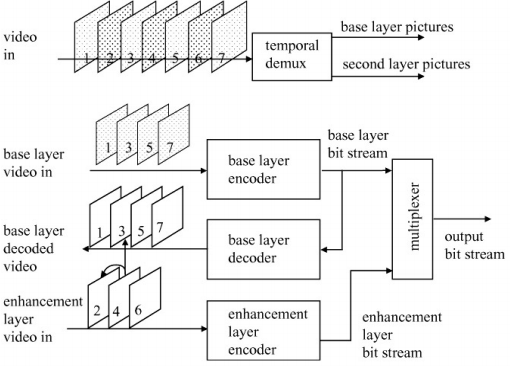 video
in
1 2 3 4 5 6 7
temporal
demux
base layer pictures
second layer pictures
1 3 5 7
base layer
video in
base layer
encoder
base layer
bit stream
multiplexer
1 3 5 7
base layer
decoded
video
base layer
decoder
output
bit stream
2 4 6
enhancement
layer
video in
enhancement
layer
encoder
enhancement
layer
bit stream